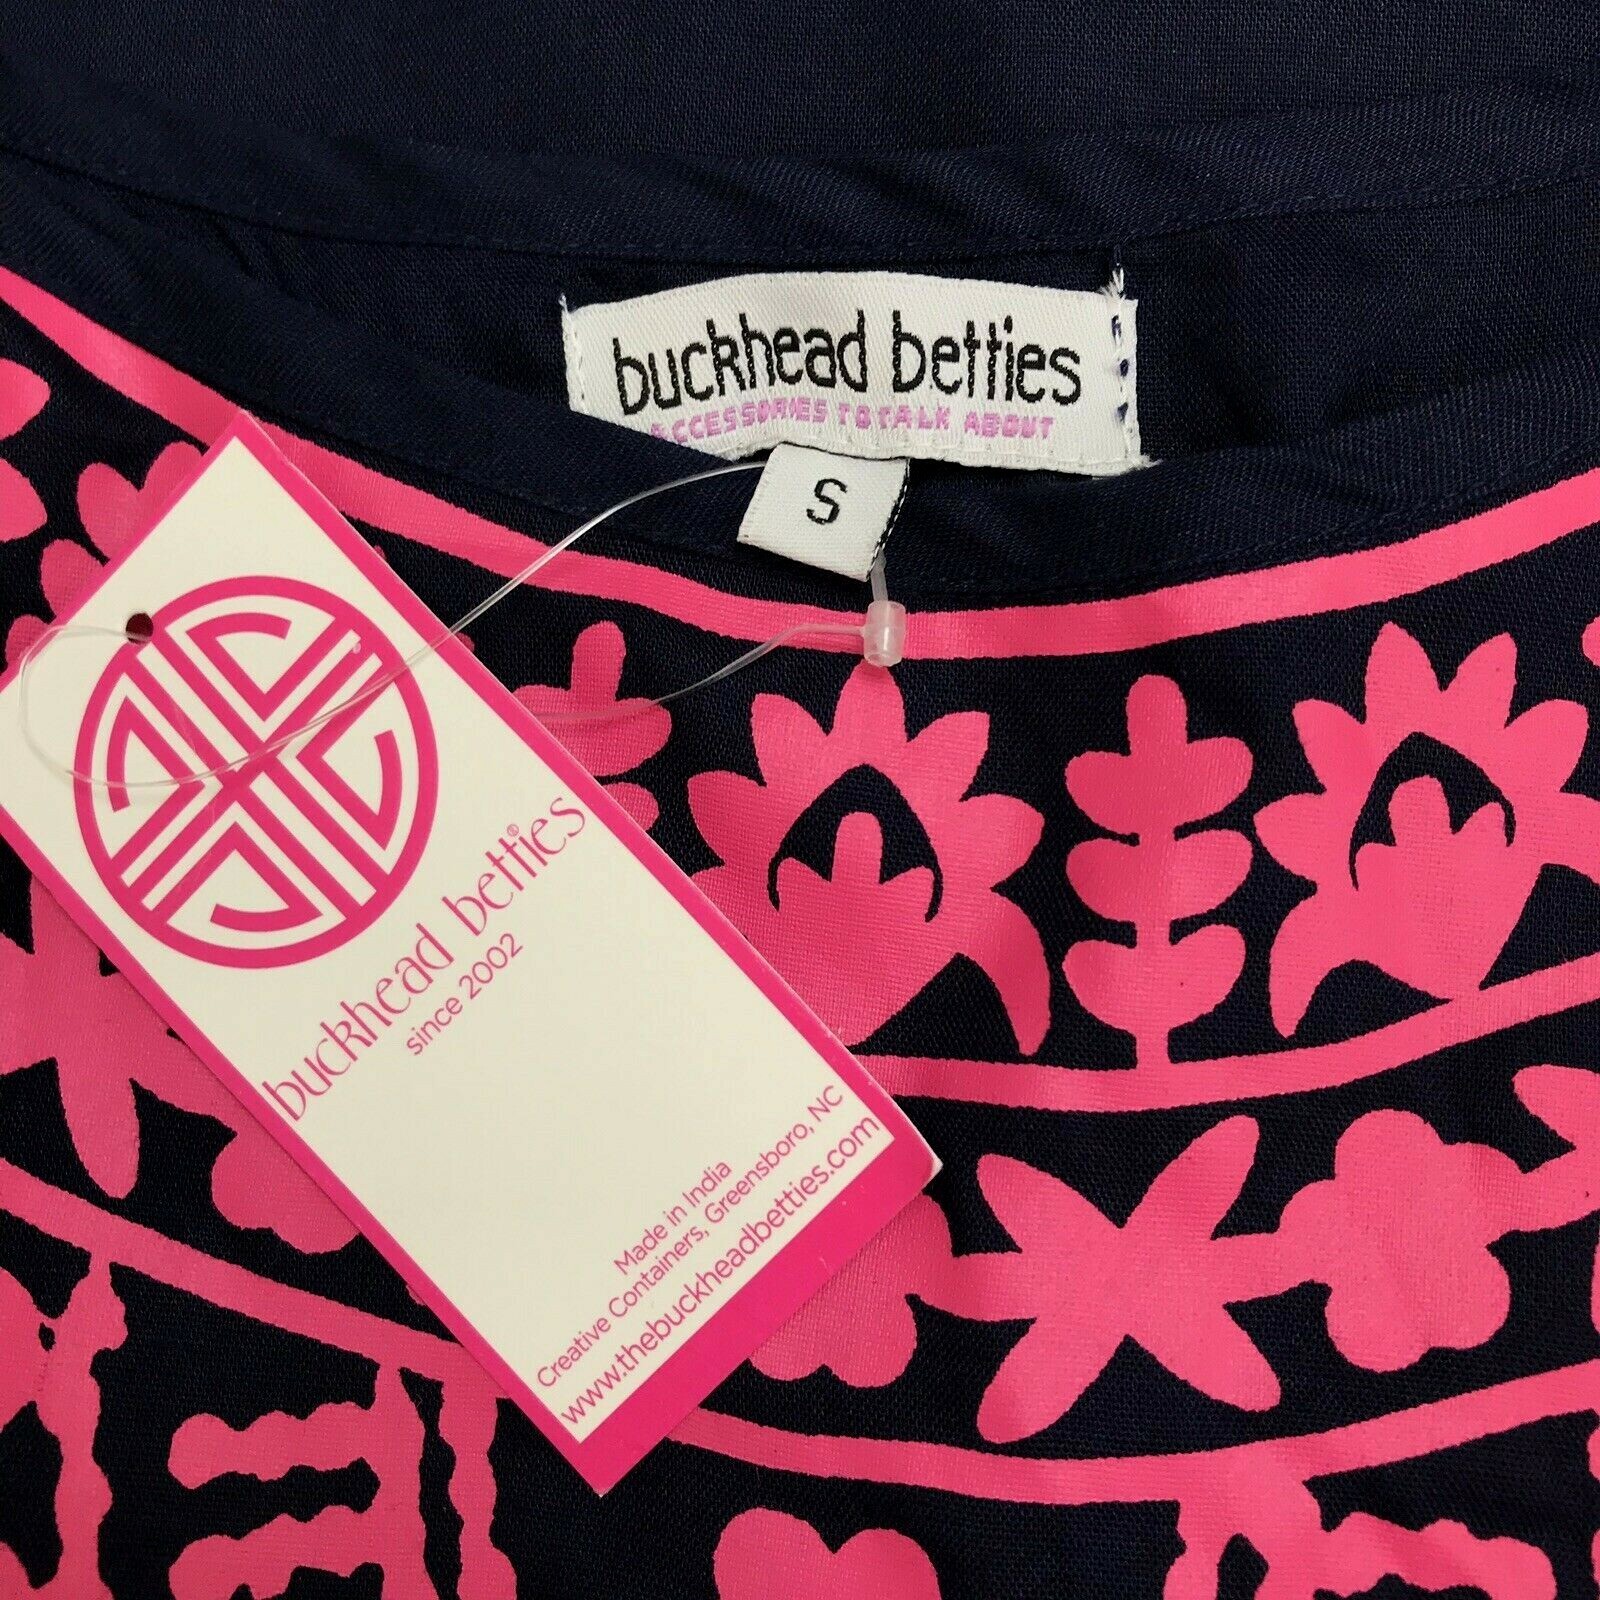 buckhead betties
ACCESSORIES TO TALK ABOUT
S
buckhead betties®
since 2002
Made in India
Creative Containers, Greensboro, NC
www.thebuckheadbetties.com